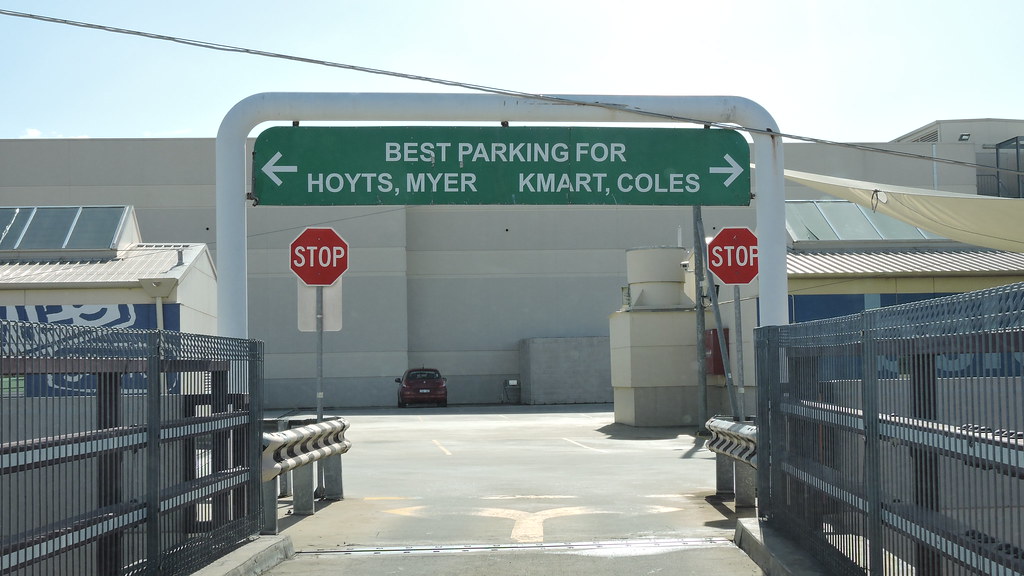 BEST PARKING FOR
HOYTS, MYER KMART, COLES
STOP
STOP